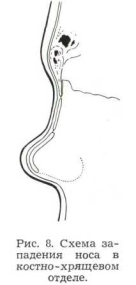 Рис. 8. Схема за-
падения носа в
костно-хрящевом
отделе.